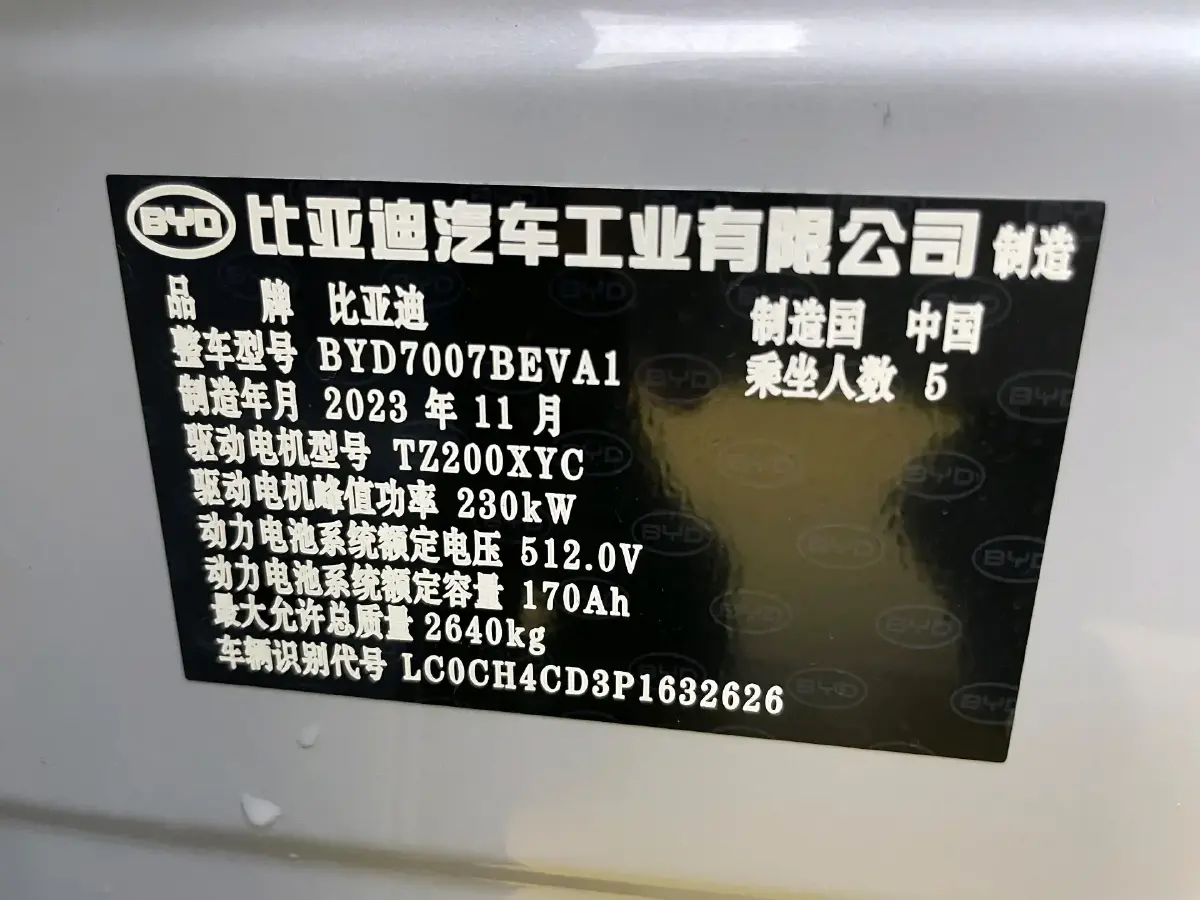 BYD 比亚迪汽车工业有限公司 制造
品 牌 比亚迪 制造国 中国
整车型号 BYD7007BEVA1 乘坐人数 5
制造年月 2023 年 11 月
驱动电机型号 TZ200XYC
驱动电机峰值功率 230kW
动力电池系统额定电压 512.0V
动力电池系统额定容量 170Ah
最大允许总质量 2640kg
车辆识别代号 LC0CH4CD3P1632626